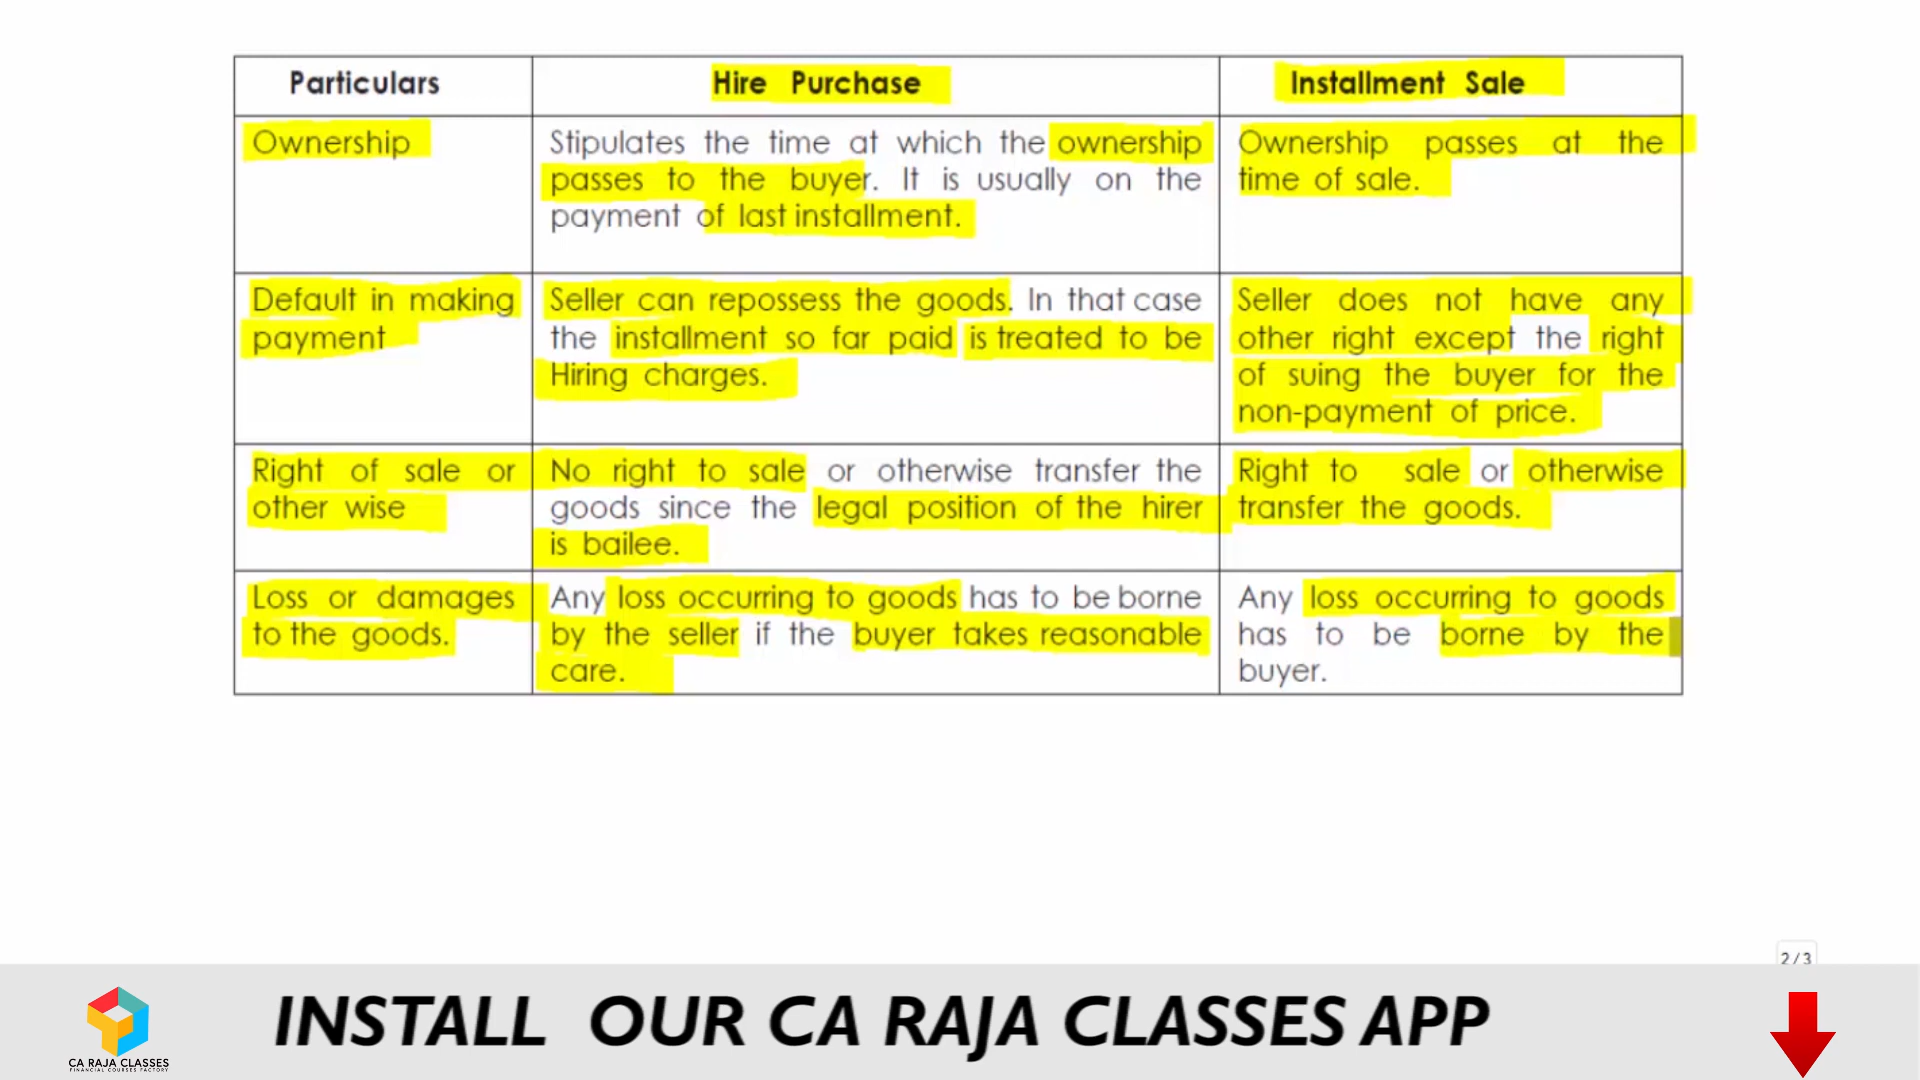 Particulars
Hire Purchase
Installment Sale
Ownership
Stipulates the time at which the ownership
passes to the buyer. It is usually on the
payment of last installment.
Ownership passes at the
time of sale.
Default in making
payment
Seller can repossess the goods. In that case
the installment so far paid is treated to be
Hiring charges.
Seller does not have any
other right except the right
of suing the buyer for the
non-payment of price.
Right of sale or
other wise
No right to sale or otherwise transfer the
goods since the legal position of the hirer
is bailee.
Right to sale or otherwise
transfer the goods.
Loss or damages
to the goods.
Any loss occurring to goods has to be borne
by the seller if the buyer takes reasonable
care.
Any loss occurring to goods
has to be borne by the
buyer.
2/3
INSTALL OUR CA RAJA CLASSES APP
CA RAJA CLASSES
FINANCIAL COURSES FACTORY